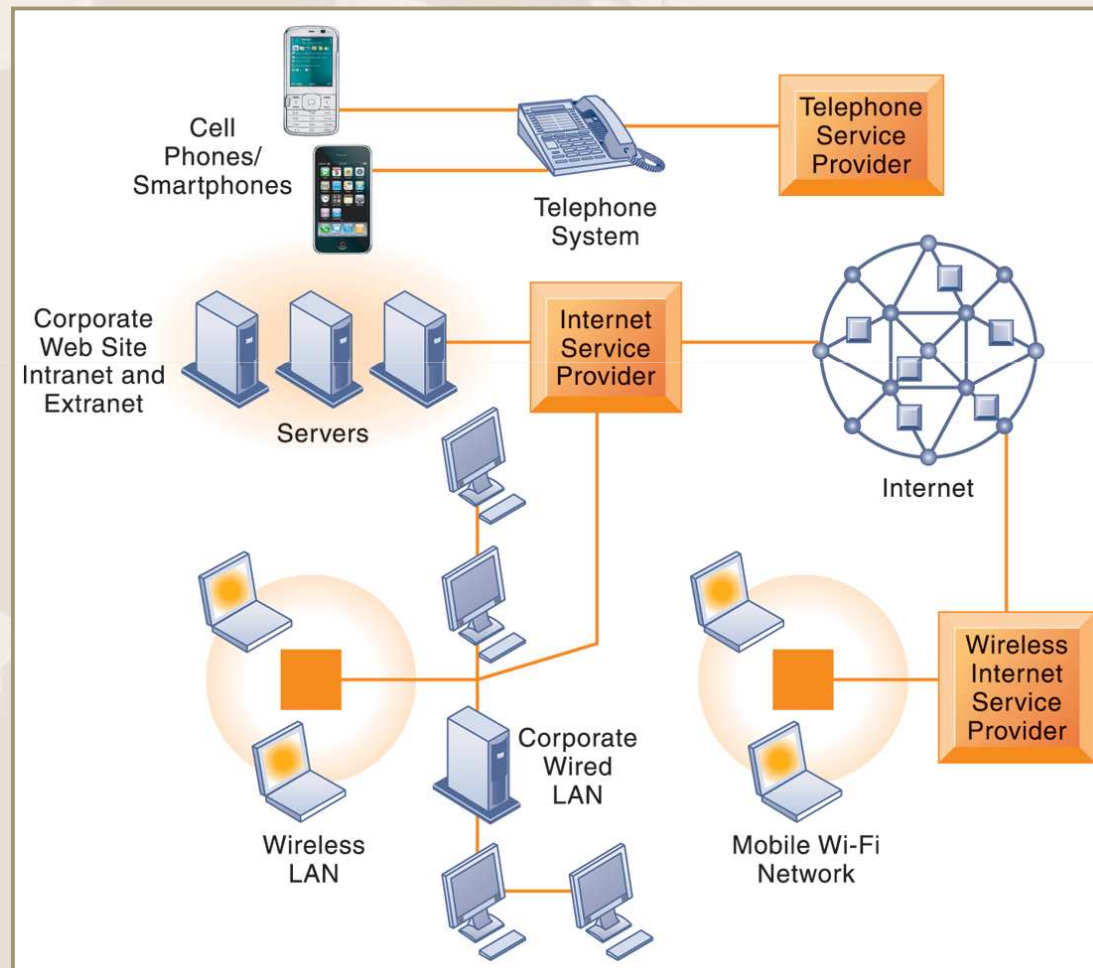 Cell
Phones/
Smartphones
Telephone
System
Telephone
Service
Provider
Corporate
Web Site
Intranet and
Extranet
Servers
Internet
Service
Provider
Internet
Wireless
LAN
Corporate
Wired
LAN
Mobile Wi-Fi
Network
Wireless
Internet
Service
Provider